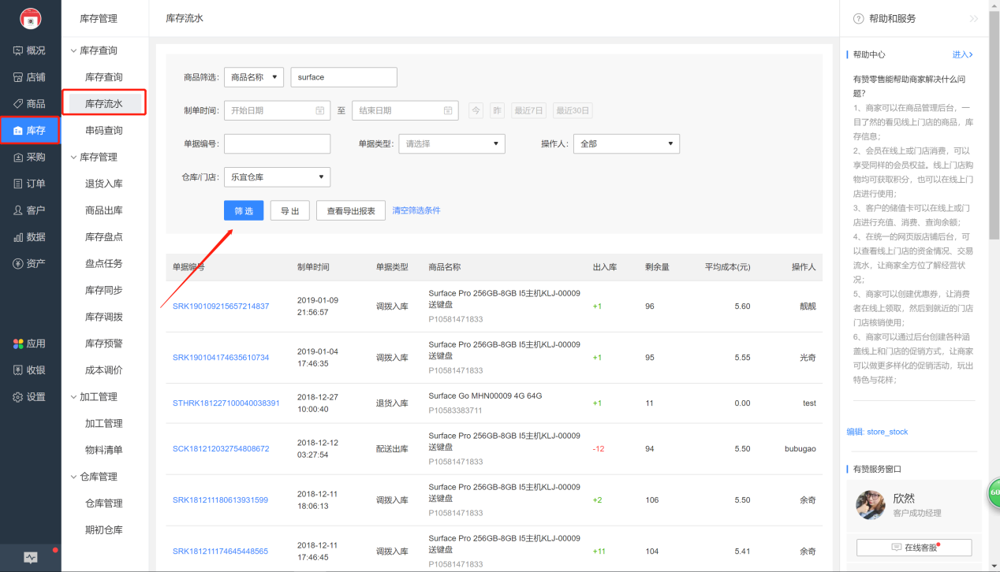 库存管理
库存流水
帮助和服务
概况
店铺
商品
库存
采购
订单
客户
数据
资产
应用
收银
设置
库存查询
库存查询
库存流水
串码查询
库存管理
退货入库
商品出库
库存盘点
盘点任务
库存同步
库存调拨
库存预警
成本调价
加工管理
加工管理
物料清单
仓库管理
仓库管理
期初仓库
商品筛选: 商品名称 surface
制单时间: 开始日期 至 结束日期 今 昨 最近7日 最近30日
单据编号: 单据类型: 请选择 操作人: 全部
仓库/门店: 乐宜仓库
筛选 导出 查看导出报表 清空筛选条件
单据编号 制单时间 单据类型 商品名称 出入库 剩余量 平均成本(元) 操作人
SRK190109215657214837 2019-01-09 21:56:57 调拨入库 Surface Pro 256GB-8GB I5主机KLJ-00009 送键盘 P10581471833 +1 96 5.60 靓靓
SRK190104174635610734 2019-01-04 17:46:35 调拨入库 Surface Pro 256GB-8GB I5主机KLJ-00009 送键盘 P10581471833 +1 95 5.55 光奇
STHRK181227100040038391 2018-12-27 10:00:40 退货入库 Surface Go MHN00009 4G 64G P10583383711 +1 11 0.00 test
SCK181212032754808672 2018-12-12 03:27:54 配送出库 Surface Pro 256GB-8GB I5主机KLJ-00009 送键盘 P10581471833 -12 94 5.50 bubugao
SRK181211180613931599 2018-12-11 18:06:13 调拨入库 Surface Pro 256GB-8GB I5主机KLJ-00009 送键盘 P10581471833 +2 106 5.50 余奇
SRK181211174645448565 2018-12-11 17:46:45 调拨入库 Surface Pro 256GB-8GB I5主机KLJ-00009 送键盘 P10581471833 +11 104 5.41 余奇
帮助中心 进入
有赞零售能帮助商家解决什么问
题?
1、商家可以在商品管理后台，一
目了然的看见线上门店的商品，库
存信息；
2、会员在线上或门店消费，可以
享受同样的会员权益。线上门店购
物均可获取积分，也可以在线上门
店进行使用；
3、客户的储值卡可以在线上或门
店进行充值、消费、查询余额；
4、在统一的网页版店铺后台，可
以查看线上门店的资金情况、交易
流水，让商家全方位了解经营状
况；
5、商家可以创建优惠券，让消费
者在线上领取，然后到就近的门店
门店核销使用；
6、商家可以通过后台创建各种涵
盖线上和门店的促销方式，让商家
可以做更多样化的促销活动，玩出
特色与花样；
编辑: store_stock
有赞服务窗口
欣然
客户成功经理
在线客服
60